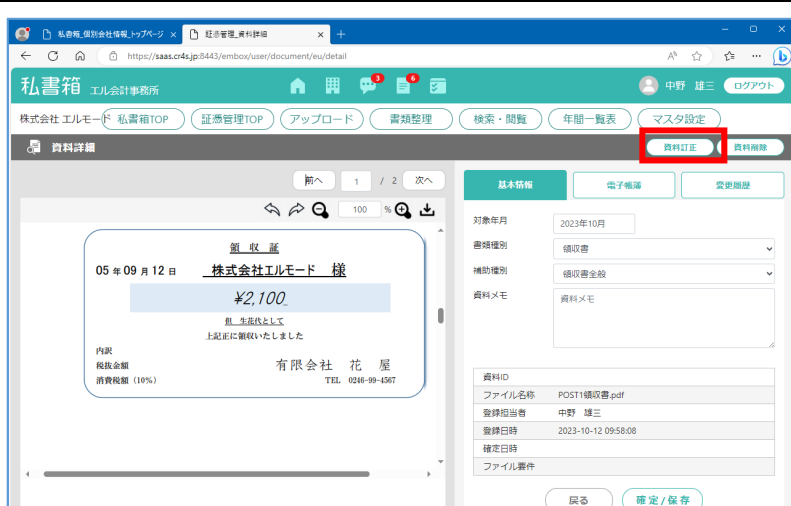 私書箱_個別会社情報_トップページ
証憑管理_資料詳細
https://saas.cr4s.jp:8443/embox/user/document/eu/detail
私書箱 エル会計事務所
3
6
中野 雄三
ログアウト
株式会社 エルモード
私書箱TOP
証憑管理TOP
アップロード
書類整理
検索・閲覧
年間一覧表
マスタ設定
資料詳細
資料訂正
資料削除
前へ
1 / 2
次へ
100 %
領 収 証
05 年 09 月 12 日 株式会社エルモード 様
¥2,100_
但 生花代として
上記正に領収いたしました
内訳
税抜金額
消費税額（10%）
有限会社 花 屋
TEL 0246-99-4567
基本情報
電子帳簿
変更履歴
対象年月 2023年10月
書類種別 領収書
補助種別 領収書全般
資料メモ 資料メモ
資料ID
ファイル名称 POST1領収書.pdf
登録担当者 中野 雄三
登録日時 2023-10-12 09:58:08
確定日時
ファイル要件
戻る
確定/保存